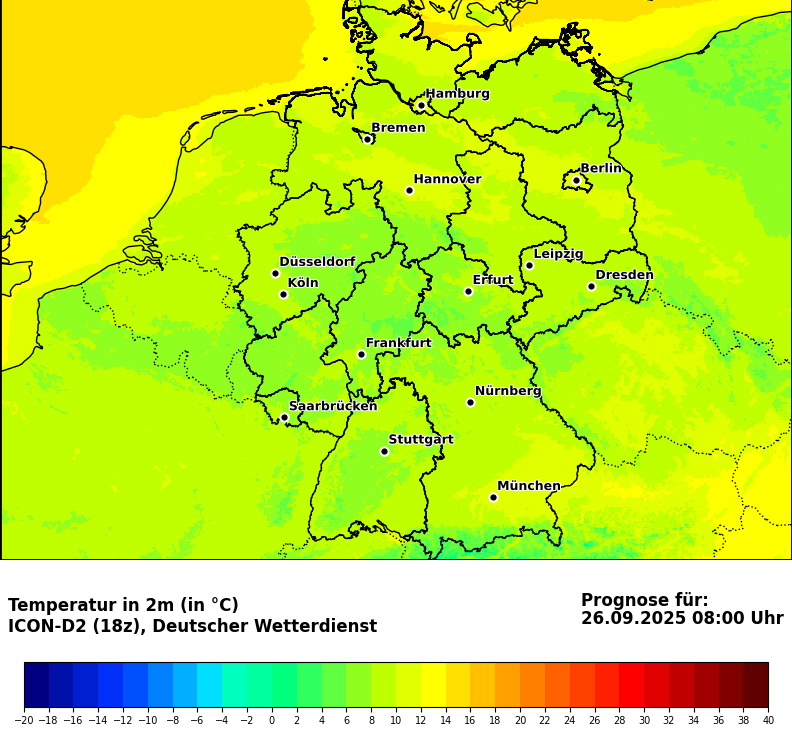 Hamburg
Bremen
Berlin
Hannover
Leipzig
Düsseldorf
Dresden
Köln
Erfurt
Frankfurt
Nürnberg
Saarbrücken
Stuttgart
München
Temperatur in 2m (in °C)
ICON-D2 (18z), Deutscher Wetterdienst
Prognose für:
26.09.2025 08:00 Uhr
−20 −18 −16 −14 −12 −10 −8 −6 −4 −2 0 2 4 6 8 10 12 14 16 18 20 22 24 26 28 30 32 34 36 38 40